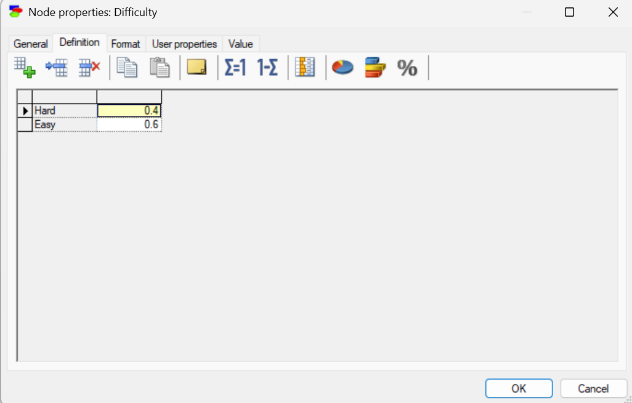 Node properties: Difficulty
General Definition Format User properties Value
Σ=1 1-Σ %
Hard 0.4
Easy 0.6
OK Cancel